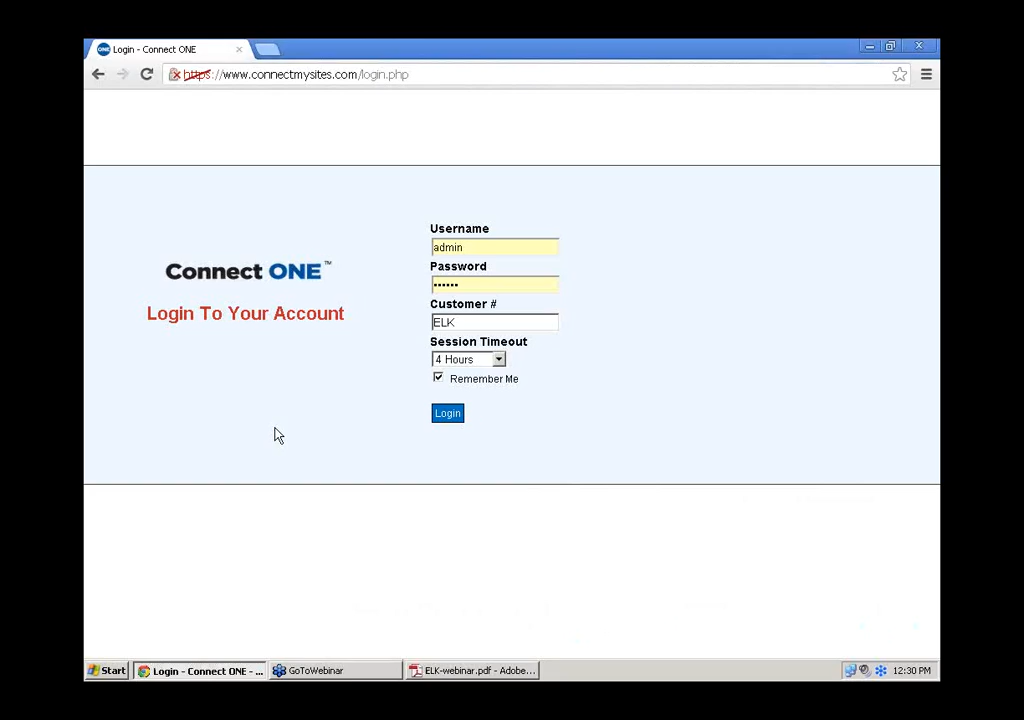 Login - Connect ONE
https://www.connectmysites.com/login.php
Username
admin
Password
••••••
Connect ONE™
Customer #
Login To Your Account
ELK
Session Timeout
4 Hours
Remember Me
Login
Start
Login - Connect ONE - ...
GoToWebinar
ELK-webinar.pdf - Adobe...
12:30 PM